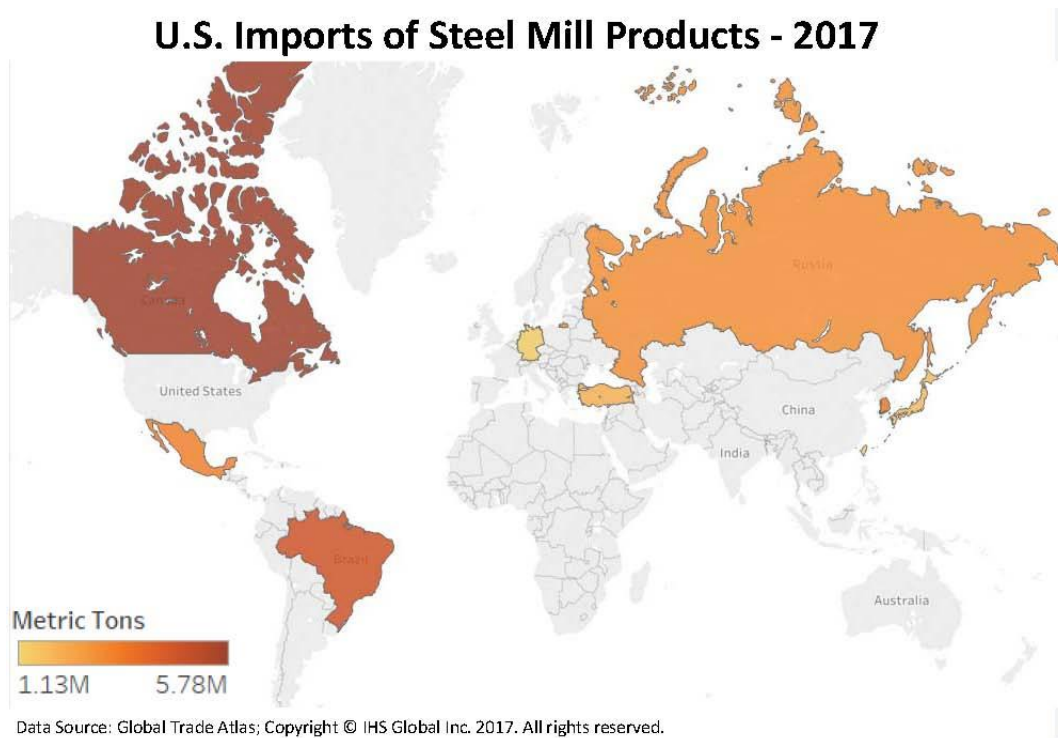 U.S. Imports of Steel Mill Products - 2017
Canada
Russia
United States
China
India
Brazil
Australia
Metric Tons
1.13M 5.78M
Data Source: Global Trade Atlas; Copyright © IHS Global Inc. 2017. All rights reserved.